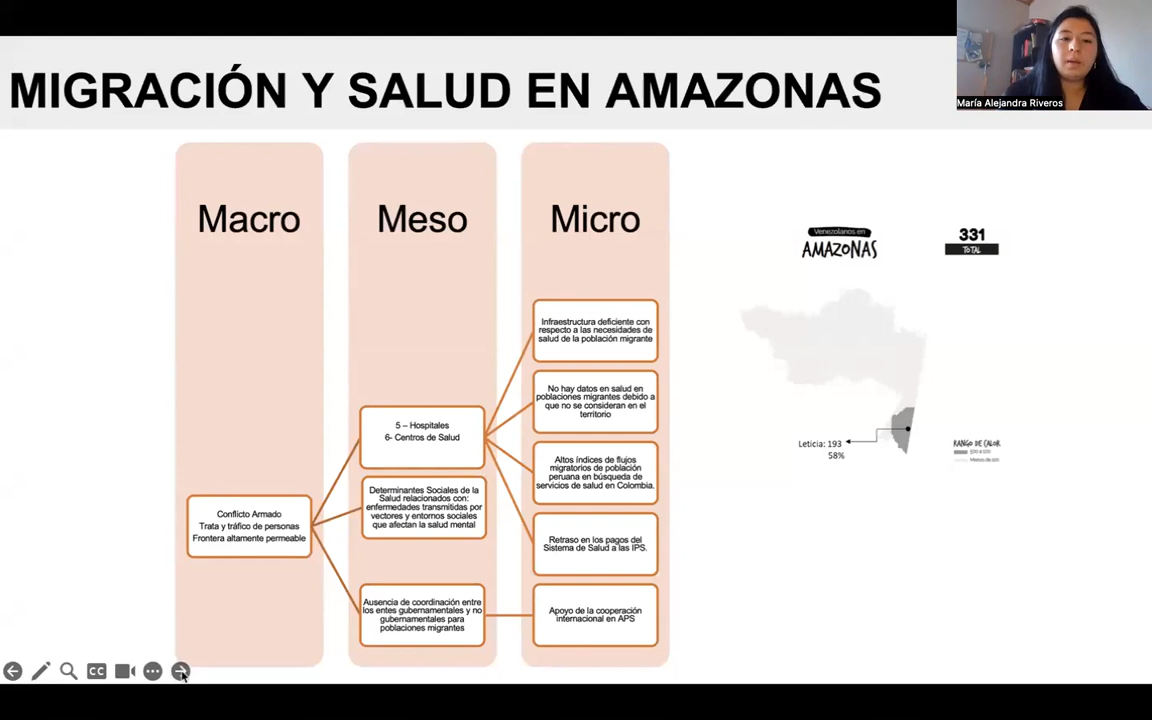 MIGRACIÓN Y SALUD EN AMAZONAS
María Alejandra Riveros
Macro
Meso
Micro
Conflicto Armado
Trata y tráfico de personas
Frontera altamente permeable
5 – Hospitales
6- Centros de Salud
Determinantes Sociales de la
Salud relacionados con:
enfermedades transmitidas por
vectores y entornos sociales
que afectan la salud mental
Ausencia de coordinación entre
los entes gubernamentales y no
gubernamentales para
poblaciones migrantes
Infraestructura deficiente con
respecto a las necesidades de
salud de la población migrante
No hay datos en salud en
poblaciones migrantes debido a
que no se consideran en el
territorio
Altos índices de flujos
migratorios de población
peruana en búsqueda de
servicios de salud en Colombia.
Retraso en los pagos del
Sistema de Salud a las IPS.
Apoyo de la cooperación
internacional en APS
Venezolanos en
AMAZONAS
331
TOTAL
Leticia: 193
58%
RANGO DE CALOR
CC